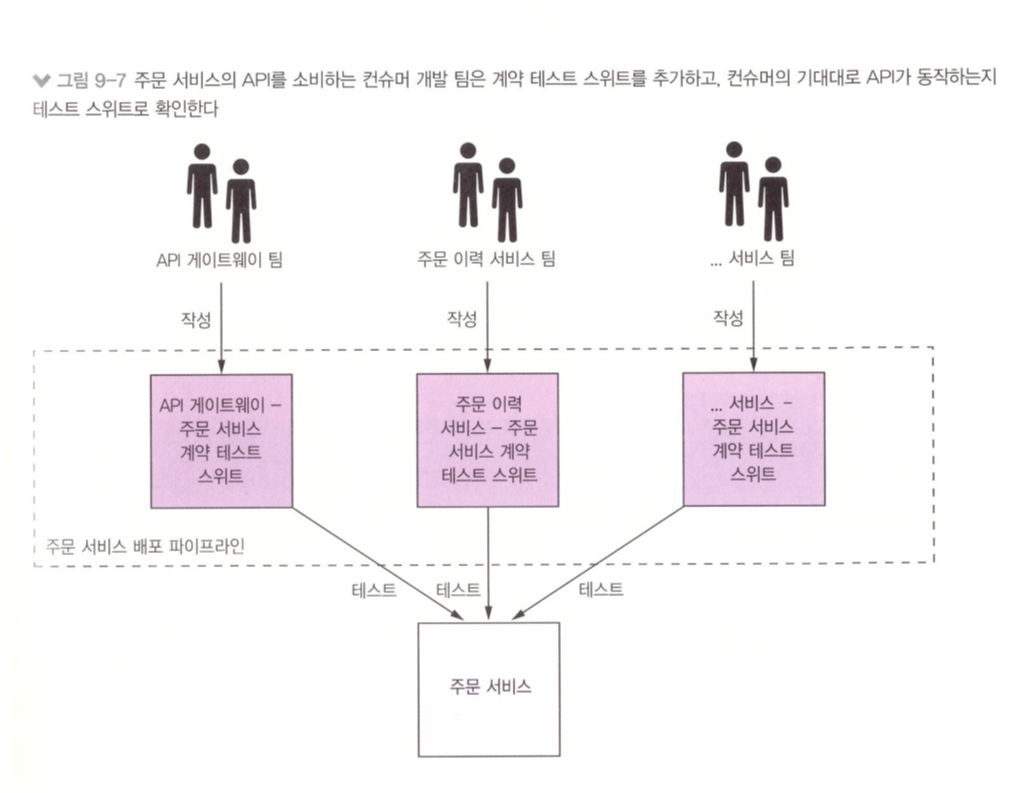 그림 9-7 주문 서비스의 API를 소비하는 컨슈머 개발 팀은 계약 테스트 스위트를 추가하고, 컨슈머의 기대대로 API가 동작하는지
테스트 스위트로 확인한다
API 게이트웨이 팀
주문 이력 서비스 팀
... 서비스 팀
작성
작성
작성
API 게이트웨이 –
주문 서비스
계약 테스트
스위트
주문 이력
서비스 – 주문
서비스 계약
테스트 스위트
... 서비스 –
주문 서비스
계약 테스트
스위트
주문 서비스 배포 파이프라인
테스트
테스트
테스트
주문 서비스